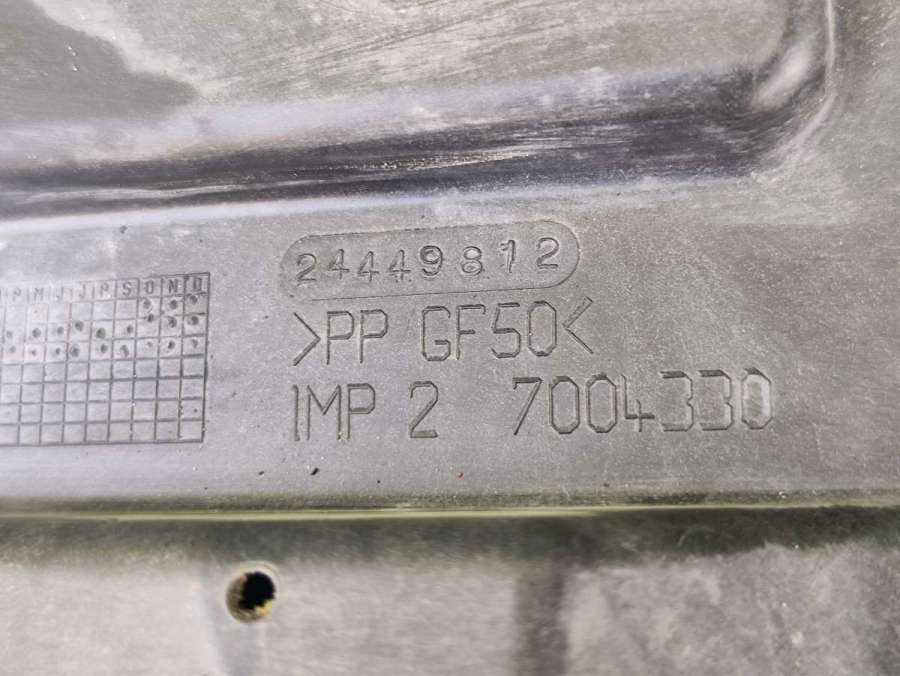 24449812
>PP GF50<
IMP 2 7004330
P M J J P S O N D